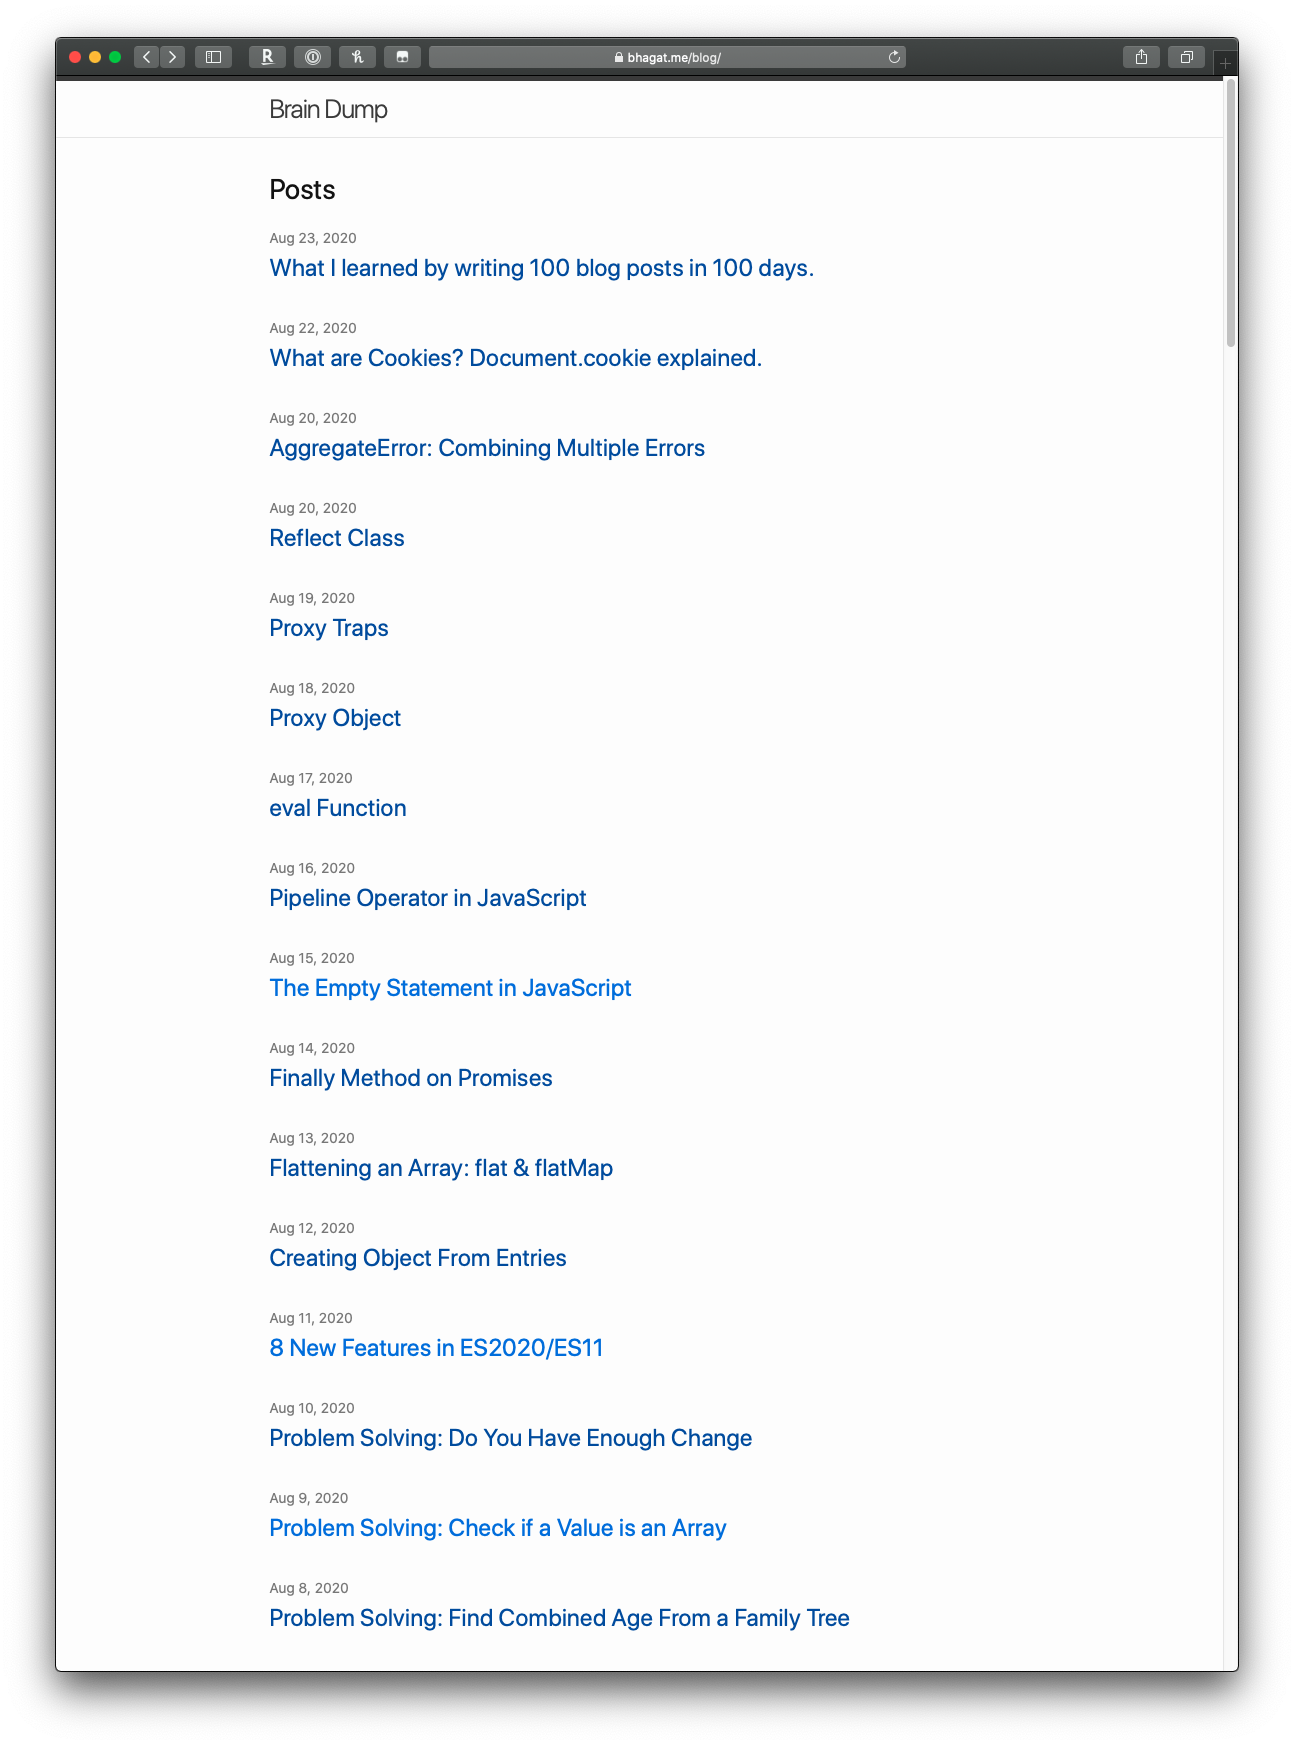 bhagat.me/blog/
Brain Dump
Posts
Aug 23, 2020
What I learned by writing 100 blog posts in 100 days.
Aug 22, 2020
What are Cookies? Document.cookie explained.
Aug 20, 2020
AggregateError: Combining Multiple Errors
Aug 20, 2020
Reflect Class
Aug 19, 2020
Proxy Traps
Aug 18, 2020
Proxy Object
Aug 17, 2020
eval Function
Aug 16, 2020
Pipeline Operator in JavaScript
Aug 15, 2020
The Empty Statement in JavaScript
Aug 14, 2020
Finally Method on Promises
Aug 13, 2020
Flattening an Array: flat & flatMap
Aug 12, 2020
Creating Object From Entries
Aug 11, 2020
8 New Features in ES2020/ES11
Aug 10, 2020
Problem Solving: Do You Have Enough Change
Aug 9, 2020
Problem Solving: Check if a Value is an Array
Aug 8, 2020
Problem Solving: Find Combined Age From a Family Tree